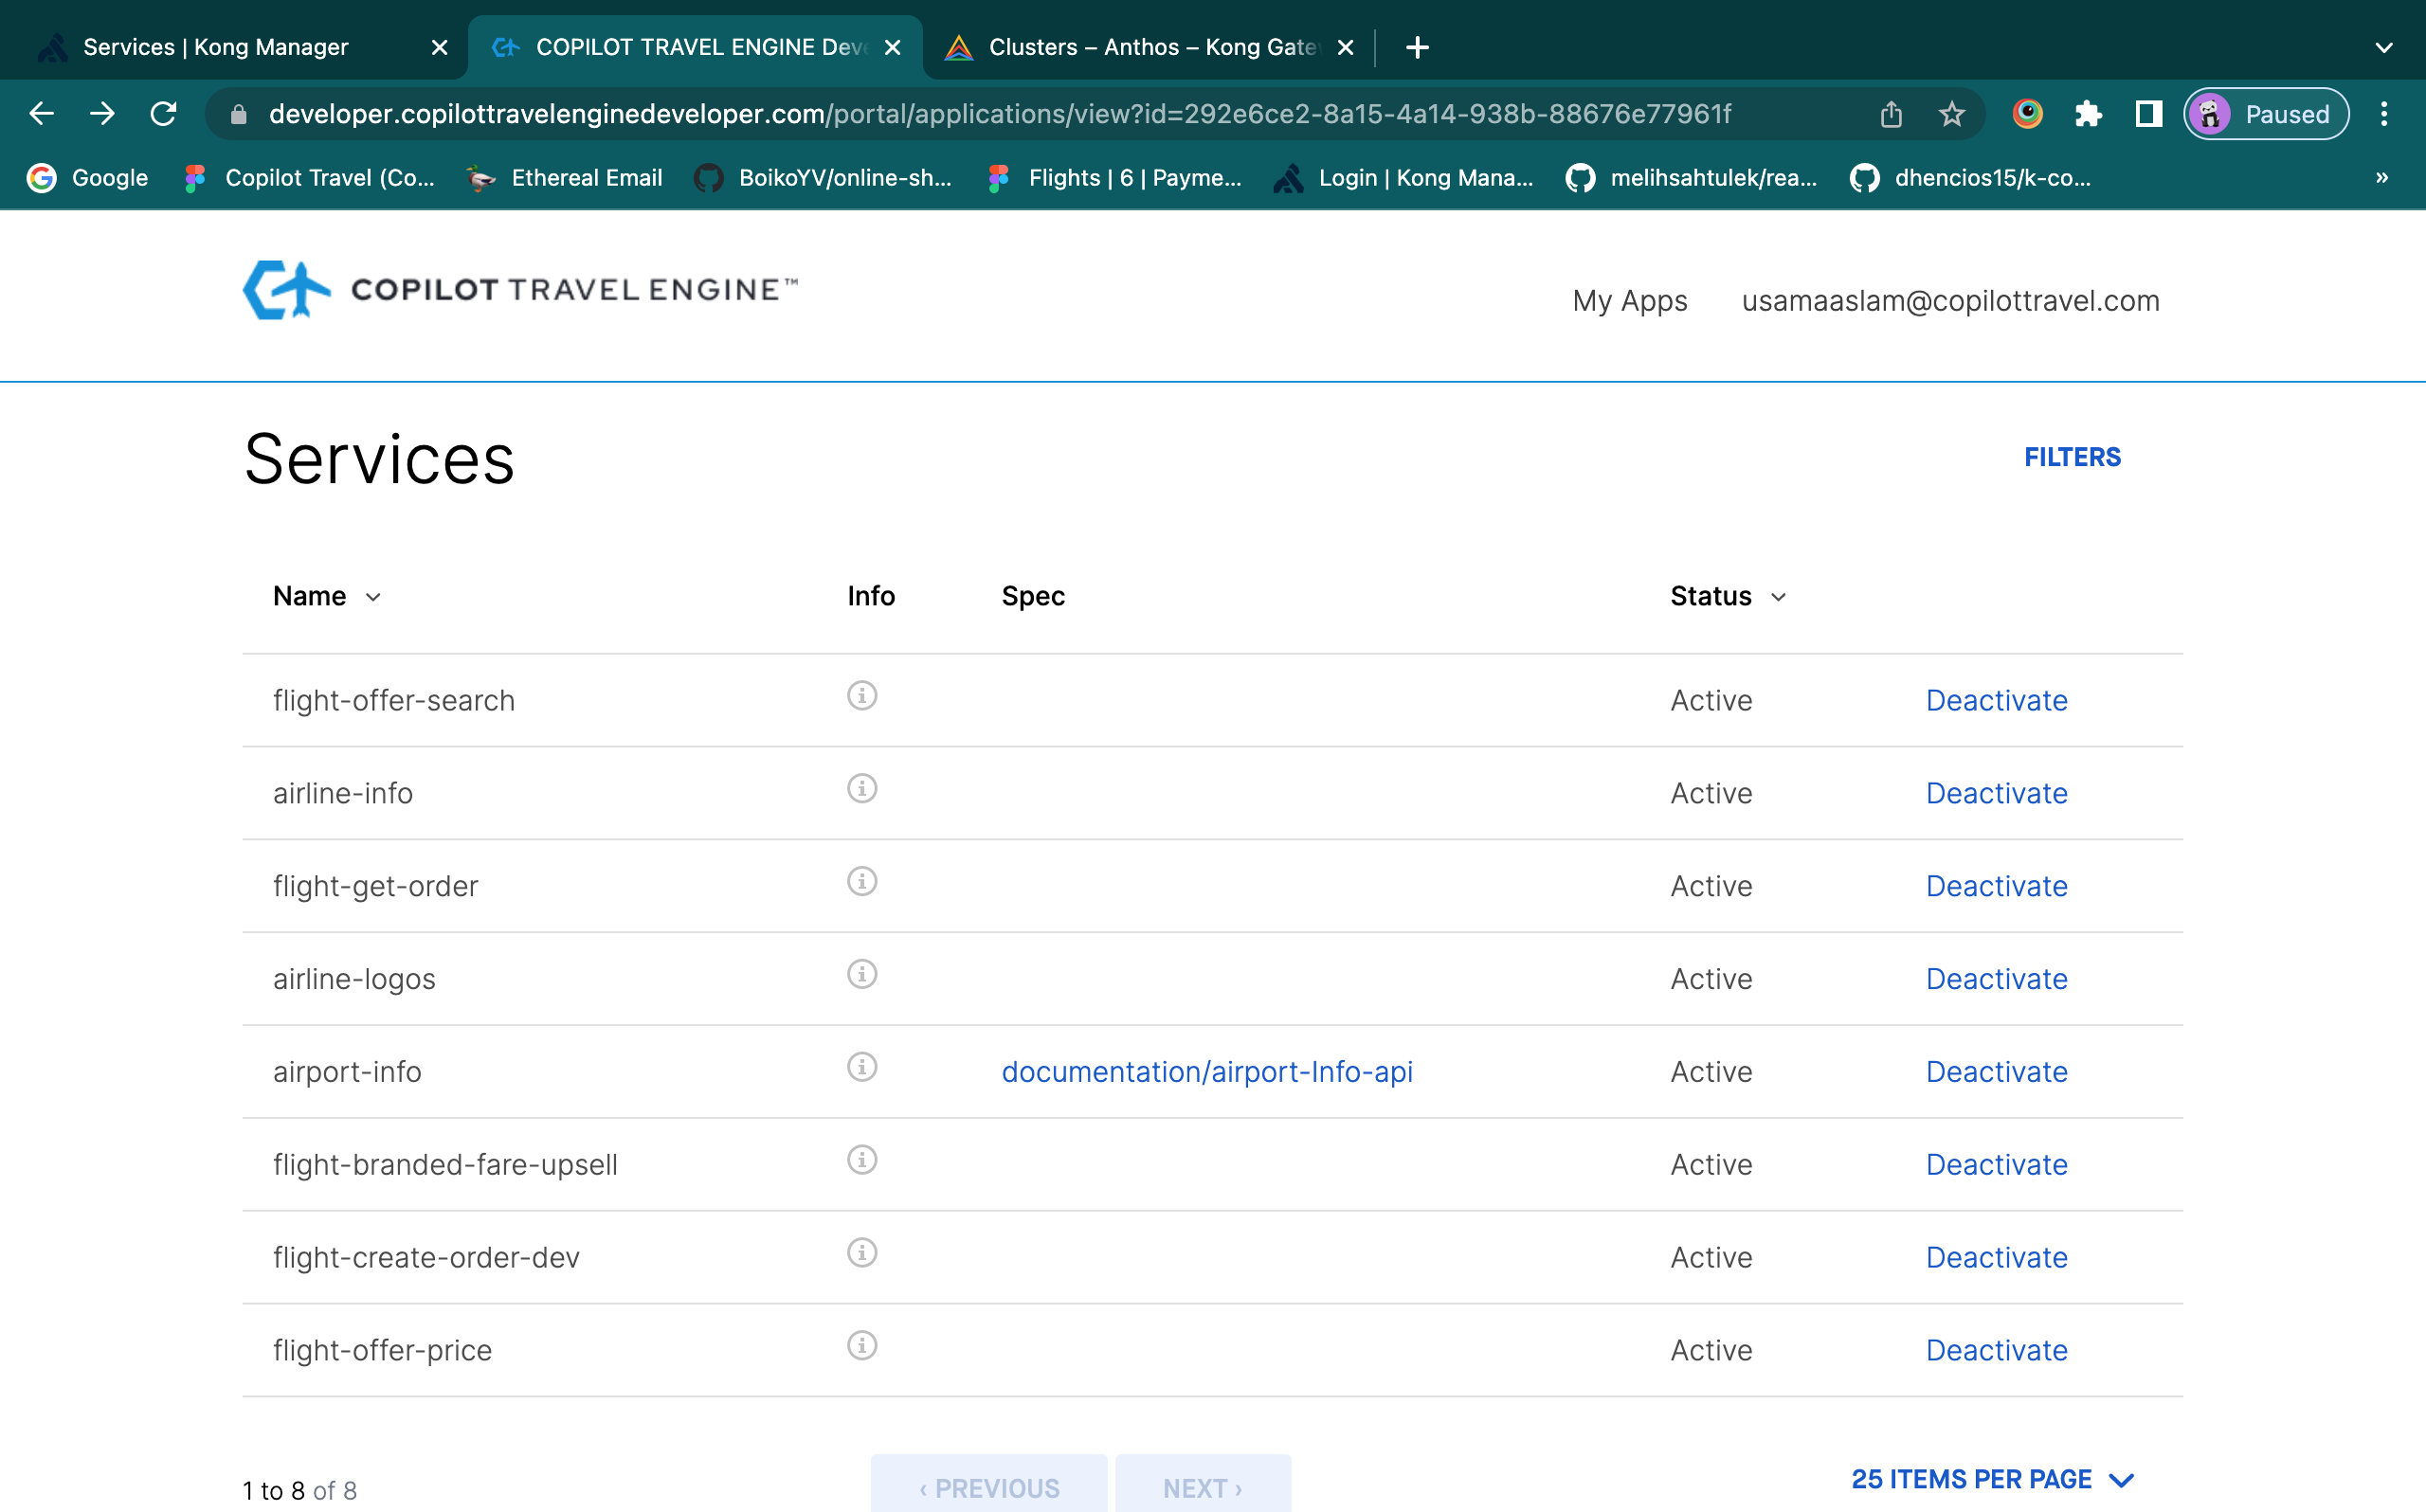 Services | Kong Manager
COPILOT TRAVEL ENGINE Dev
Clusters – Anthos – Kong Gate
developer.copilottravelenginedeveloper.com/portal/applications/view?id=292e6ce2-8a15-4a14-938b-88676e77961f
Paused
Google
Copilot Travel (Co...
Ethereal Email
BoikoYV/online-sh...
Flights | 6 | Payme...
Login | Kong Mana...
melihsahtulek/rea...
dhencios15/k-co...
»
COPILOT TRAVEL ENGINE™
My Apps
usamaaslam@copilottravel.com
Services
FILTERS
Name Info Spec Status
flight-offer-search Active Deactivate
airline-info Active Deactivate
flight-get-order Active Deactivate
airline-logos Active Deactivate
airport-info documentation/airport-Info-api Active Deactivate
flight-branded-fare-upsell Active Deactivate
flight-create-order-dev Active Deactivate
flight-offer-price Active Deactivate
1 to 8 of 8
‹ PREVIOUS
NEXT ›
25 ITEMS PER PAGE